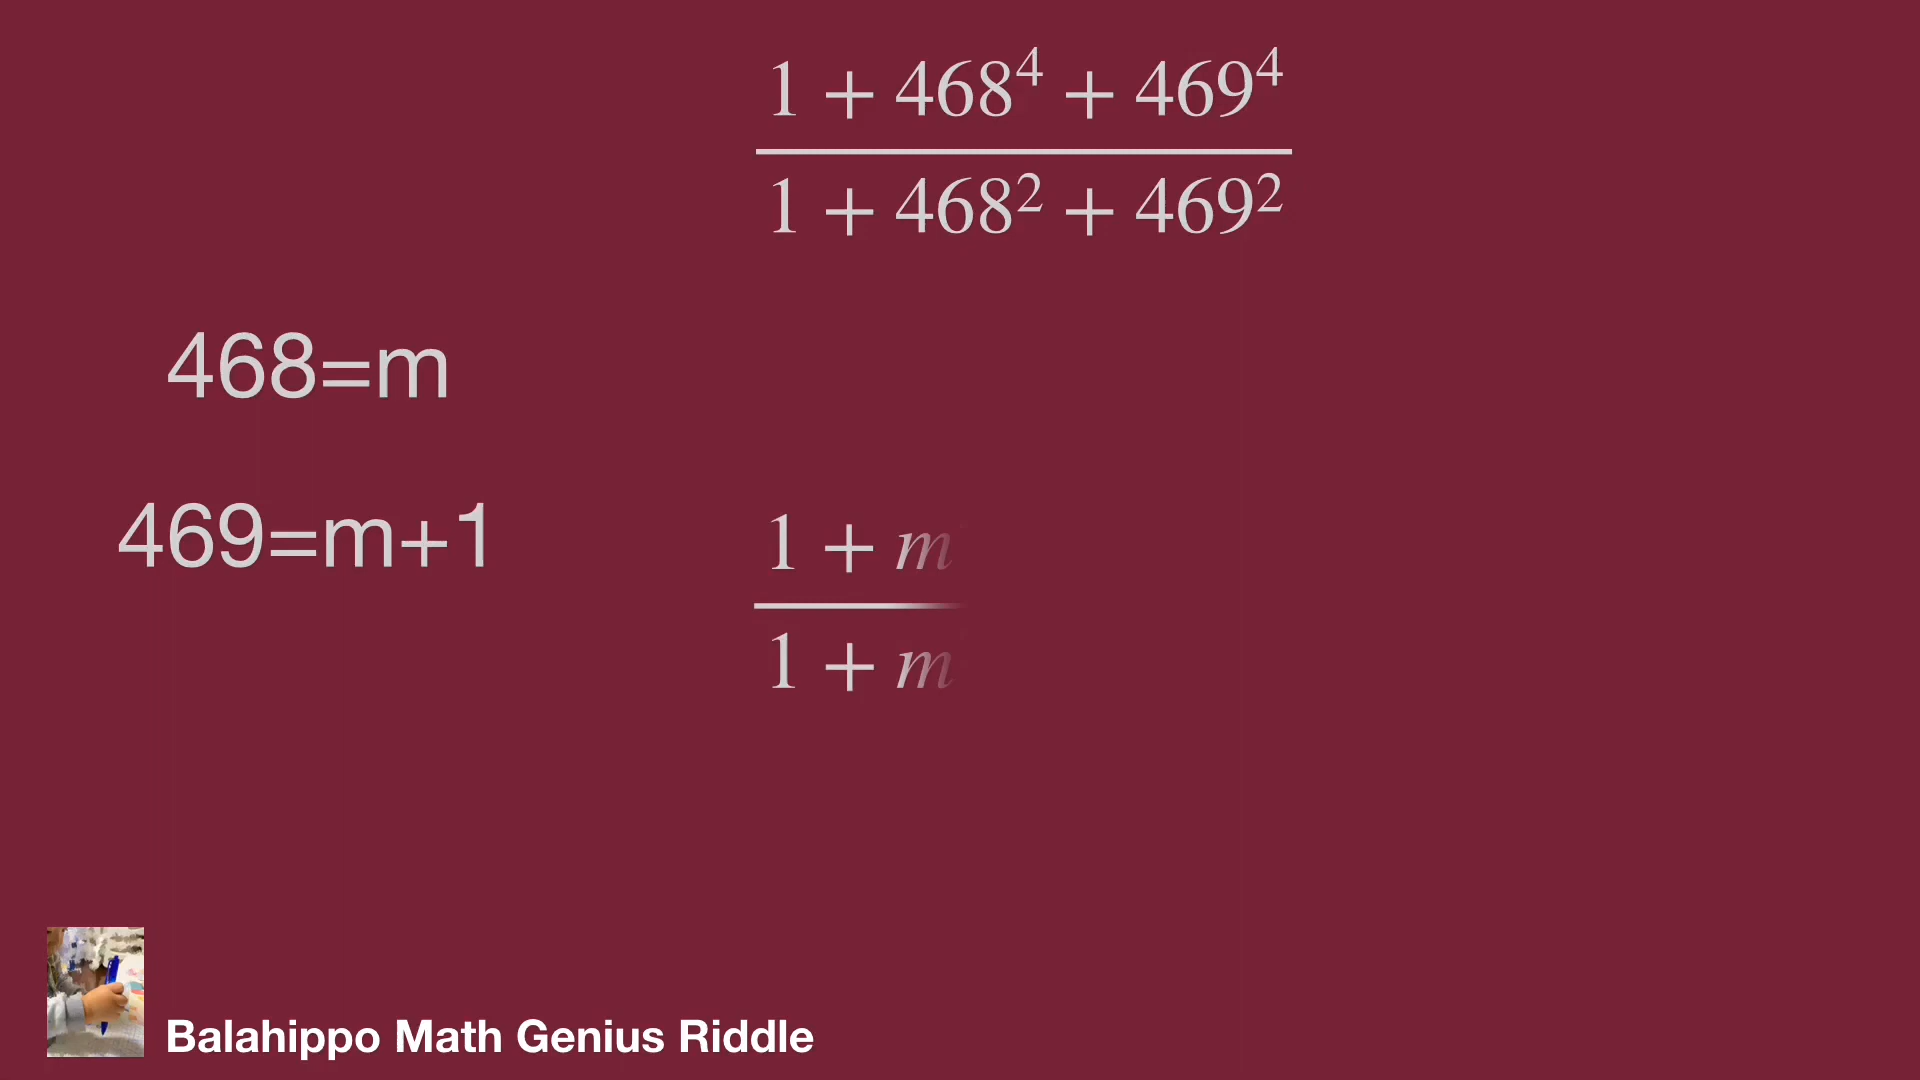 1 + 468⁴ + 469⁴
1 + 468² + 469²
468=m
469=m+1
1 + m
1 + m
Balahippo Math Genius Riddle